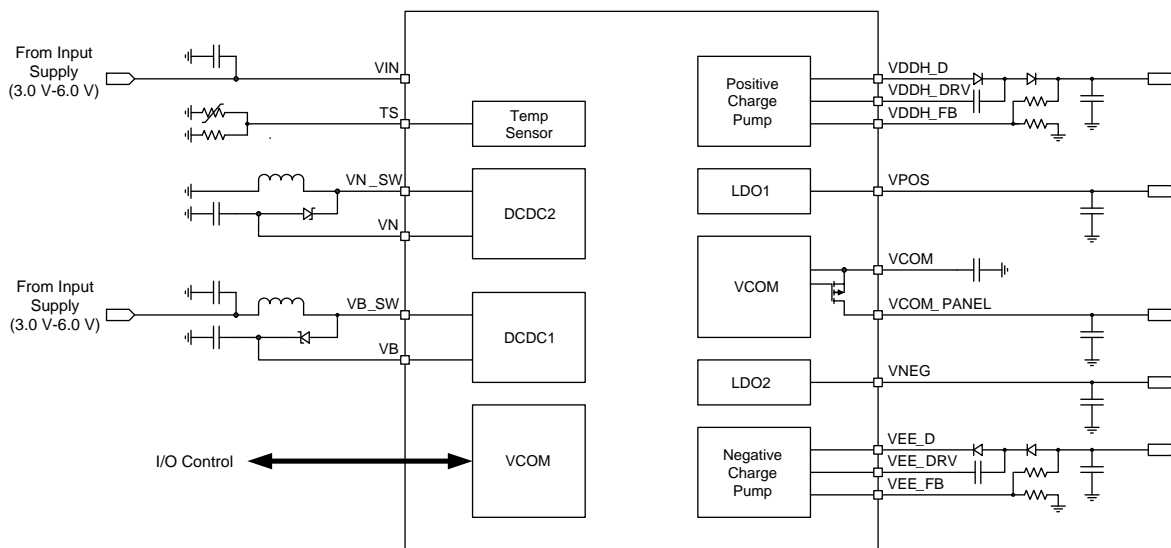 From Input
Supply
(3.0 V-6.0 V)
VIN
TS
Temp
Sensor
VN_SW
VN
DCDC2
From Input
Supply
(3.0 V-6.0 V)
VB_SW
VB
DCDC1
I/O Control
VCOM
Positive
Charge
Pump
VDDH_D
VDDH_DRV
VDDH_FB
LDO1
VPOS
VCOM
VCOM
VCOM_PANEL
LDO2
VNEG
Negative
Charge
Pump
VEE_D
VEE_DRV
VEE_FB